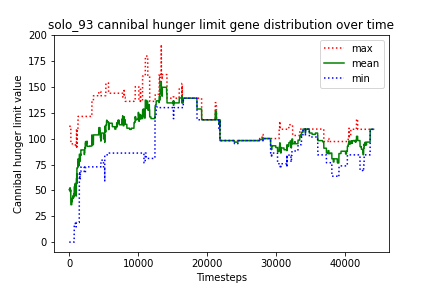 solo_93 cannibal hunger limit gene distribution over time
Cannibal hunger limit value
200
175
150
125
100
75
50
25
0
max
mean
min
0 10000 20000 30000 40000
Timesteps